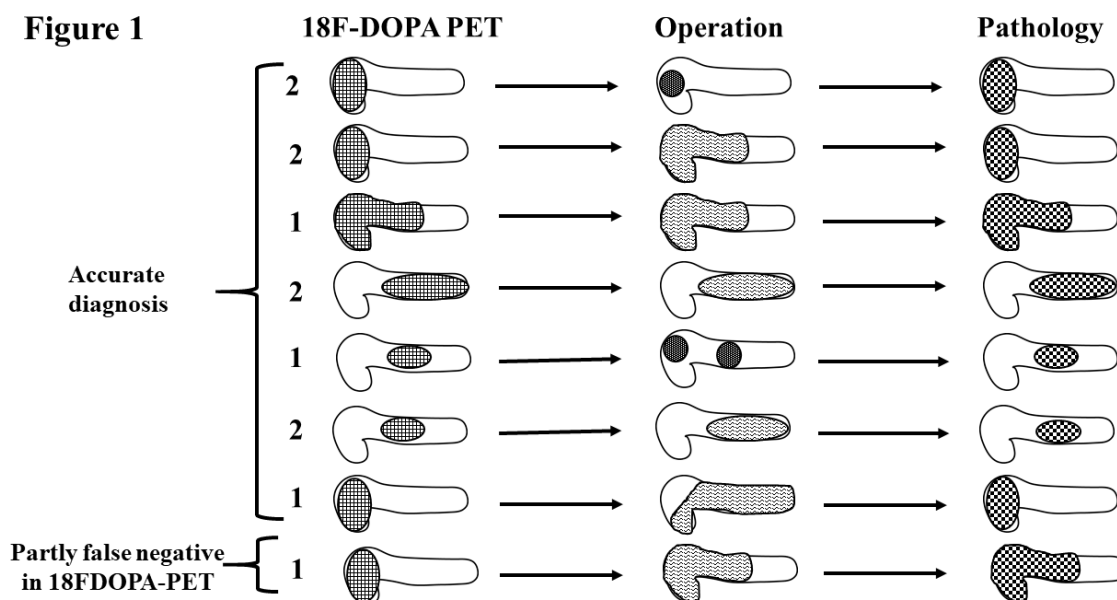 Figure 1
18F-DOPA PET
Operation
Pathology
2
2
1
2
1
2
1
Accurate
diagnosis
1
Partly false negative
in 18FDOPA-PET